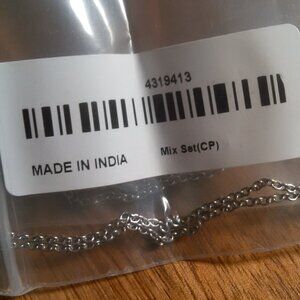 4319413
MADE IN INDIA
Mix Set(CP)